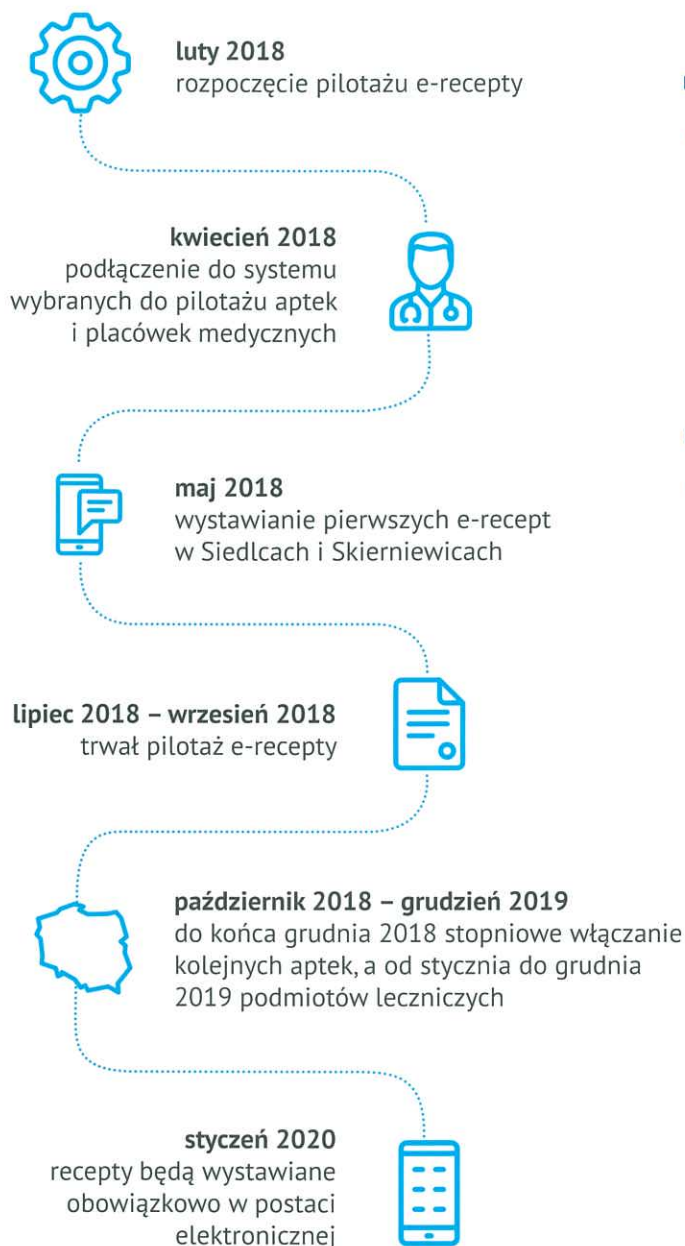 luty 2018
rozpoczęcie pilotażu e-recepty
kwiecień 2018
podłączenie do systemu
wybranych do pilotażu aptek
i placówek medycznych
maj 2018
wystawianie pierwszych e-recept
w Siedlcach i Skierniewicach
lipiec 2018 – wrzesień 2018
trwał pilotaż e-recepty
październik 2018 – grudzień 2019
do końca grudnia 2018 stopniowe włączanie
kolejnych aptek, a od stycznia do grudnia
2019 podmiotów leczniczych
styczeń 2020
recepty będą wystawiane
obowiązkowo w postaci
elektronicznej